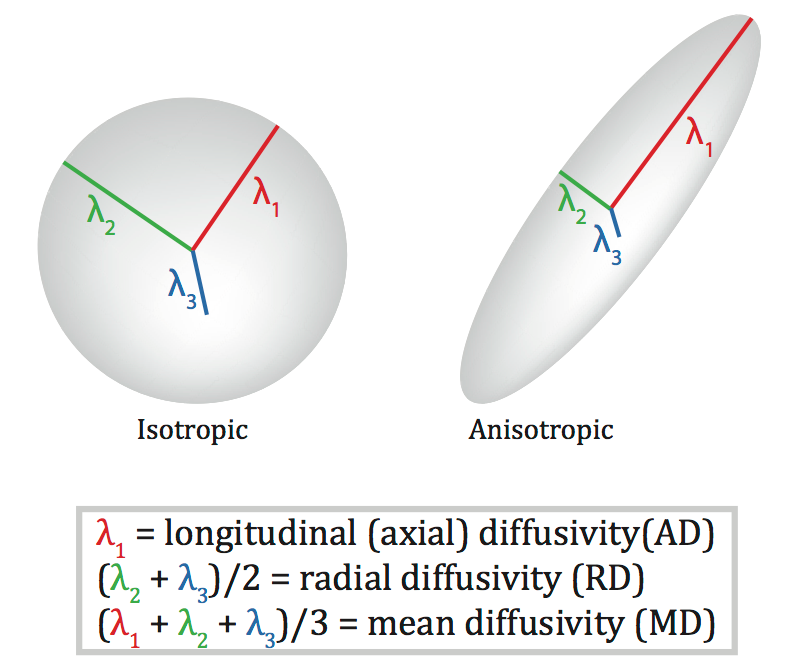 λ1
λ2
λ3
λ1
λ2
λ3
Isotropic
Anisotropic
λ1 = longitudinal (axial) diffusivity(AD)
(λ2 + λ3)/2 = radial diffusivity (RD)
(λ1 + λ2 + λ3)/3 = mean diffusivity (MD)